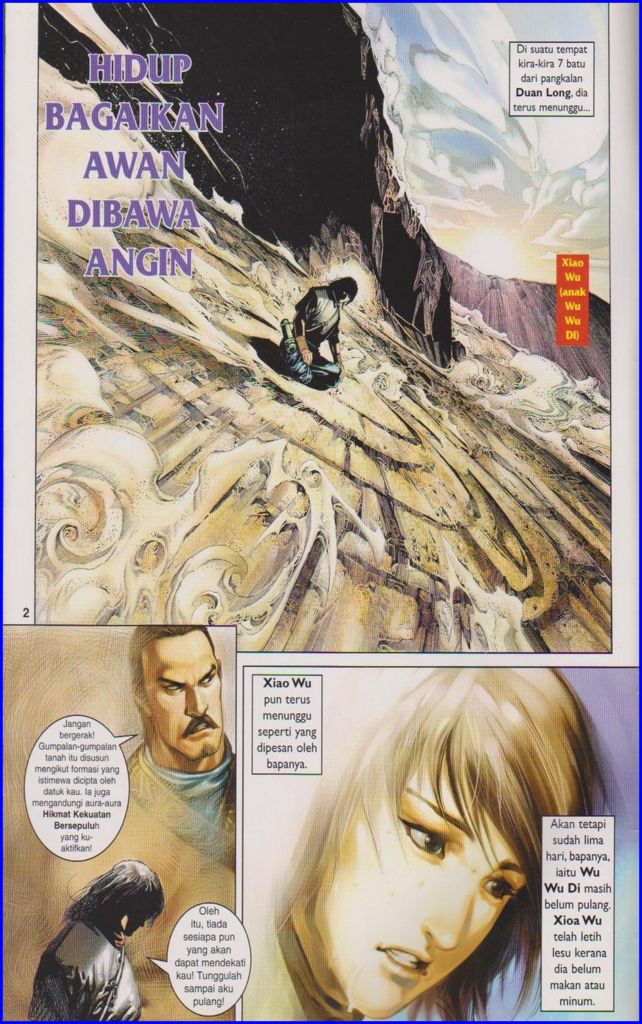 HIDUP
BAGAIKAN
AWAN
DIBAWA
ANGIN
Di suatu tempat
kira-kira 7 batu
dari pangkalan
Duan Long, dia
terus menunggu...
Xiao
Wu
(anak
Wu
Wu
Di)
2
Jangan
bergerak!
Gumpalan-gumpalan
tanah itu disusun
mengikut formasi yang
istimewa dicipta oleh
datuk kau. Ia juga
mengandungi aura-aura
Hikmat Kekuatan
Bersepuluh
yang ku-
aktifkan!
Oleh
itu, tiada
sesiapa pun
yang akan
dapat mendekati
kau! Tunggulah
sampai aku
pulang!
Xiao Wu
pun terus
menunggu
seperti yang
dipesan oleh
bapanya.
Akan tetapi
sudah lima
hari, bapanya,
iaitu Wu
Wu Di masih
belum pulang.
Xioa Wu
telah letih
lesu kerana
dia belum
makan atau
minum.